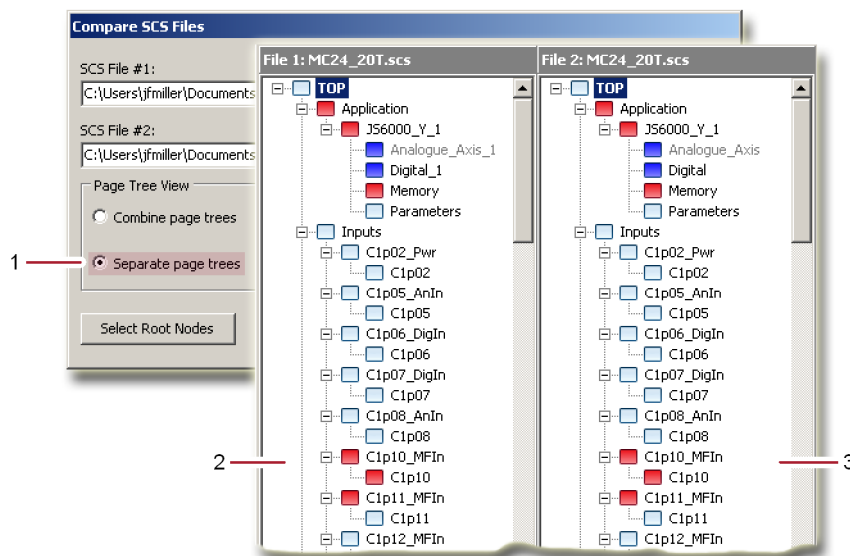 Compare SCS Files
SCS File #1:
C:\Users\jfmiller\Documents
SCS File #2:
C:\Users\jfmiller\Documents
Page Tree View
Combine page trees
Separate page trees
Select Root Nodes
1
File 1: MC24_20T.scs
TOP
Application
JS6000_Y_1
Analogue_Axis_1
Digital_1
Memory
Parameters
Inputs
C1p02_Pwr
C1p02
C1p05_AnIn
C1p05
C1p06_DigIn
C1p06
C1p07_DigIn
C1p07
C1p08_AnIn
C1p08
C1p10_MFIn
C1p10
C1p11_MFIn
C1p11
C1p12_MFIn
2
File 2: MC24_20T.scs
TOP
Application
JS6000_Y_1
Analogue_Axis
Digital
Memory
Parameters
Inputs
C1p02_Pwr
C1p02
C1p05_AnIn
C1p05
C1p06_DigIn
C1p06
C1p07_DigIn
C1p07
C1p08_AnIn
C1p08
C1p10_MFIn
C1p10
C1p11_MFIn
C1p11
C1p12_MFIn
3